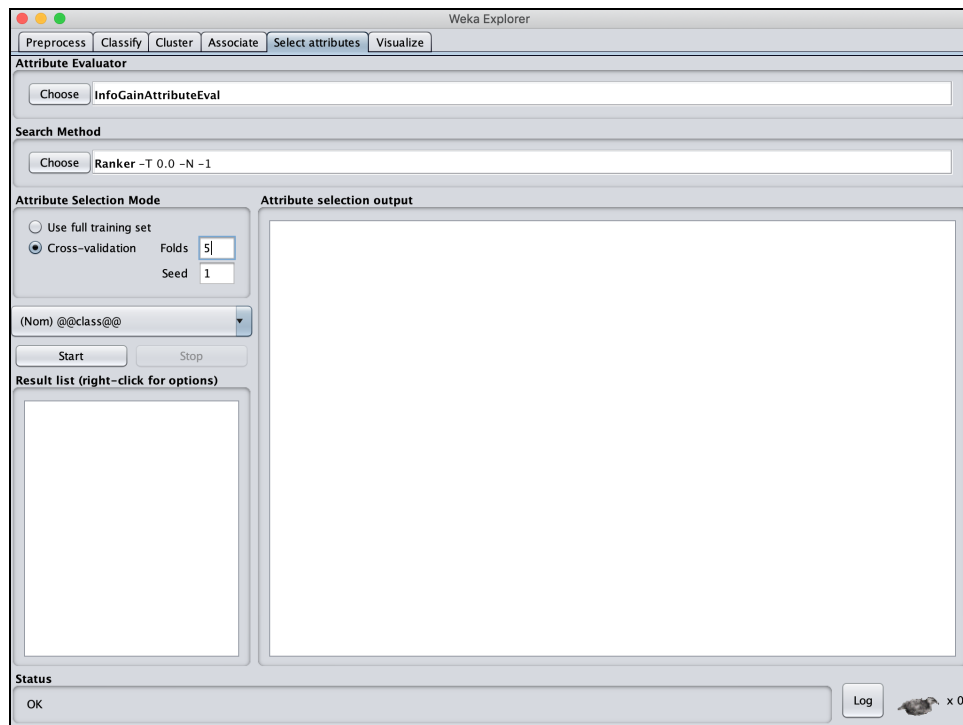 Weka Explorer
Preprocess Classify Cluster Associate Select attributes Visualize
Attribute Evaluator
Choose InfoGainAttributeEval
Search Method
Choose Ranker -T 0.0 -N -1
Attribute Selection Mode
Use full training set
Cross-validation Folds 5
Seed 1
(Nom) @@class@@
Start Stop
Result list (right-click for options)
Attribute selection output
Status
OK
Log x 0